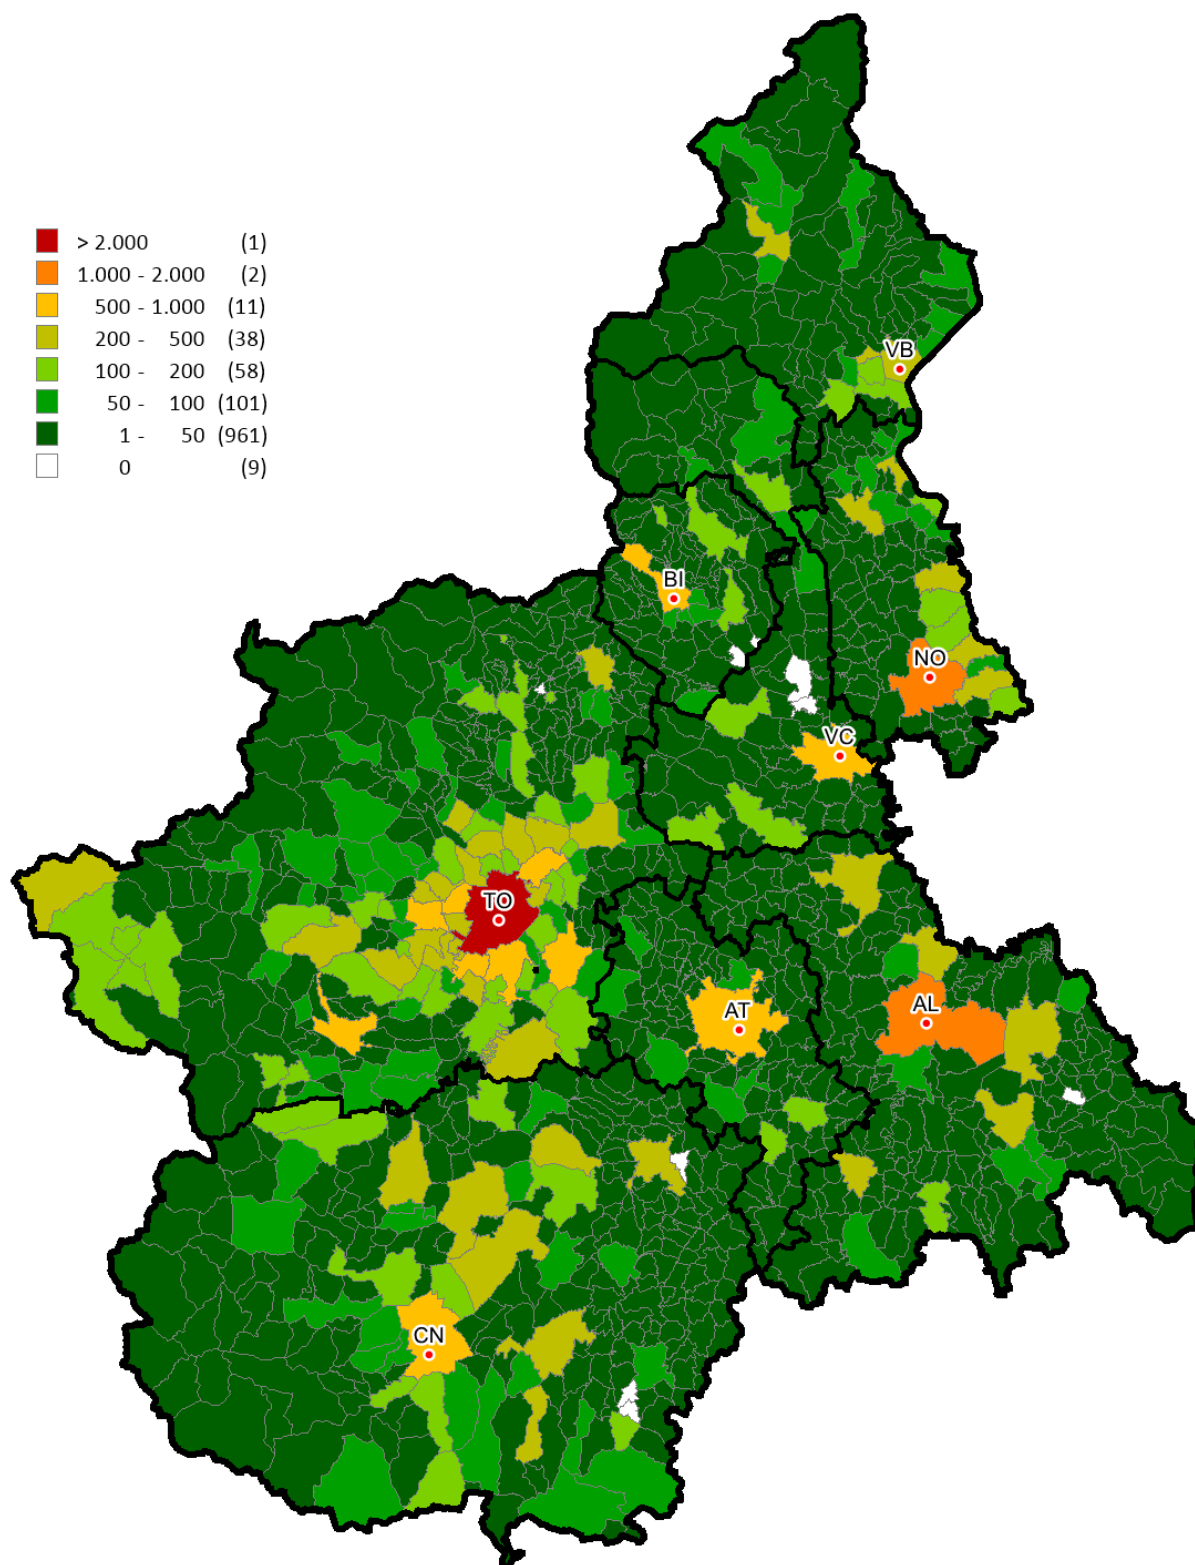 > 2.000 (1)
1.000 - 2.000 (2)
500 - 1.000 (11)
200 - 500 (38)
100 - 200 (58)
50 - 100 (101)
1 - 50 (961)
0 (9)
VB
BI
NO
VC
TO
AT
AL
CN